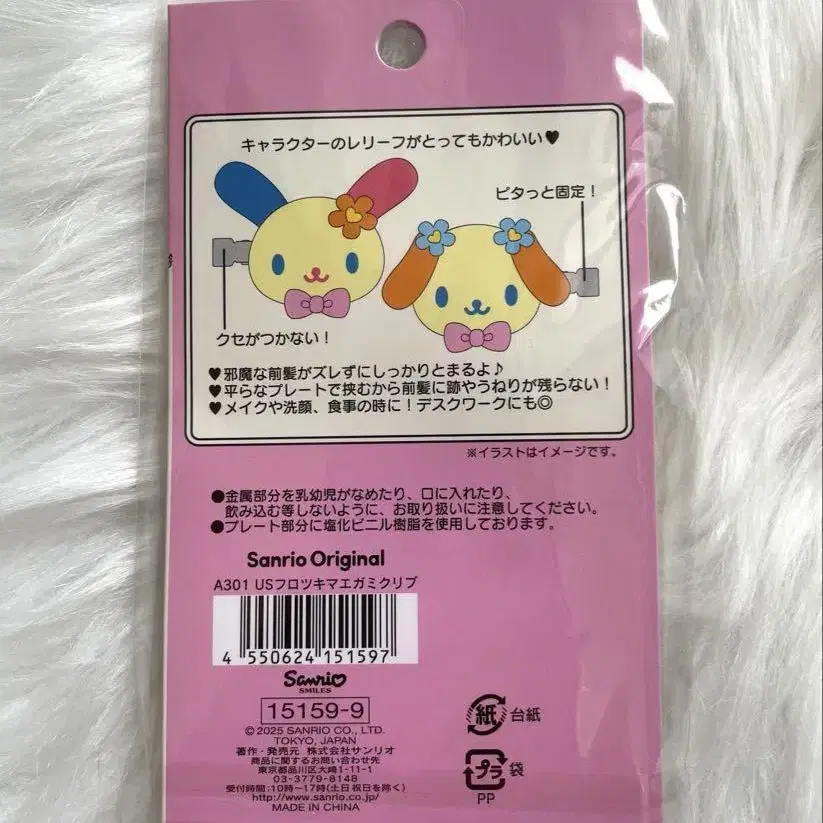 キャラクターのレリーフがとってもかわいい♥
ピタっと固定！
クセがつかない！
♥邪魔な前髪がズレずにしっかりとまるよ♪
♥平らなプレートで挟むから前髪に跡やうねりが残らない！
♥メイクや洗顔、食事の時に！デスクワークにも◎
※イラストはイメージです。
●金属部分を乳幼児がなめたり、口に入れたり、
飲み込む等しないように、お取り扱いに注意してください。
●プレート部分に塩化ビニル樹脂を使用しております。
Sanrio Original
A301 USフロツキマエガミクリプ
4 550624 151597
Sanrio
SMILES
15159-9
© 2025 SANRIO CO., LTD.
TOKYO, JAPAN
著作・発売元 株式会社サンリオ
商品に関するお問い合わせ先
東京都品川区大崎1-11-1
03-3779-8148
受付時間:10時〜17時(土日祝日を除く)
http://www.sanrio.co.jp/
MADE IN CHINA
紙 台紙
プラ 袋
PP